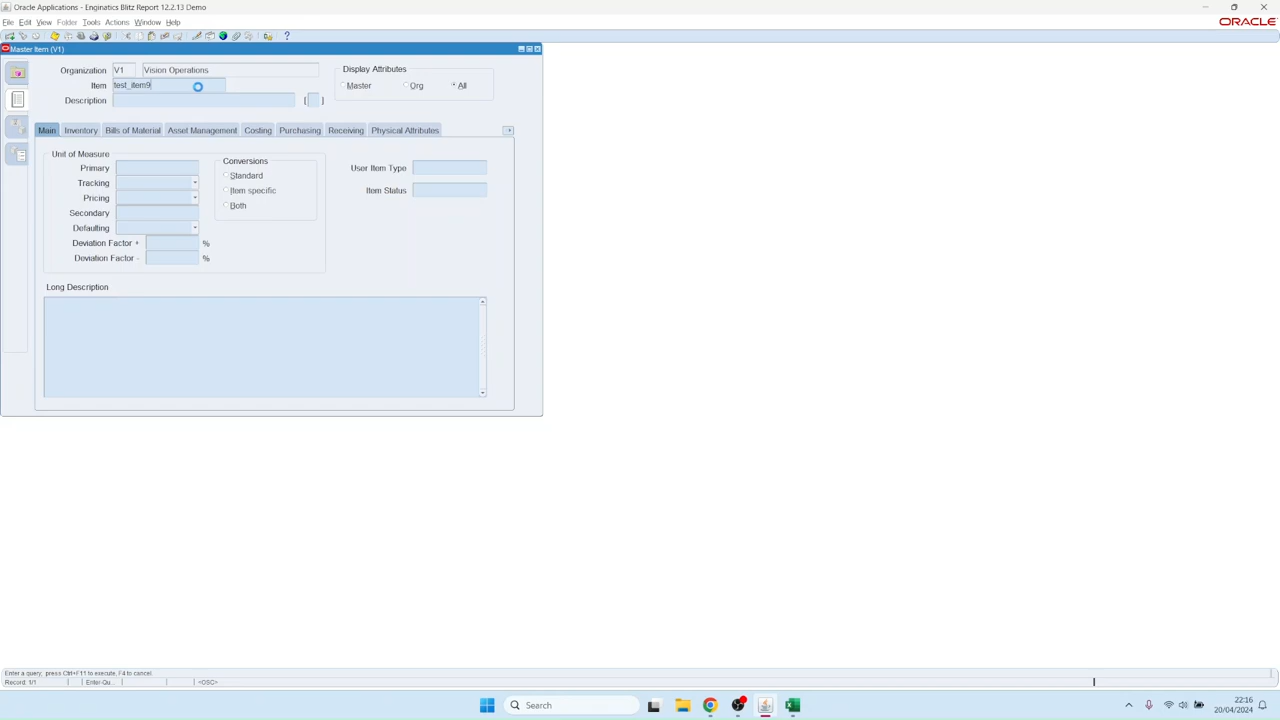 Oracle Applications - Enginatics Blitz Report 12.2.13 Demo
File Edit View Folder Tools Actions Window Help
ORACLE
Master Item (V1)
Organization V1 Vision Operations
Display Attributes
Item test_item9
Master Org All
Description [ ]
Main Inventory Bills of Material Asset Management Costing Purchasing Receiving Physical Attributes
Unit of Measure
Conversions
Primary
User Item Type
Standard
Tracking
Item specific
Item Status
Pricing
Both
Secondary
Defaulting
Deviation Factor + %
Deviation Factor - %
Long Description
Enter a query; press Ctrl+F11 to execute, F4 to cancel.
Record: 1/1 Enter-Qu... <OSC>
Search
22:16
20/04/2024